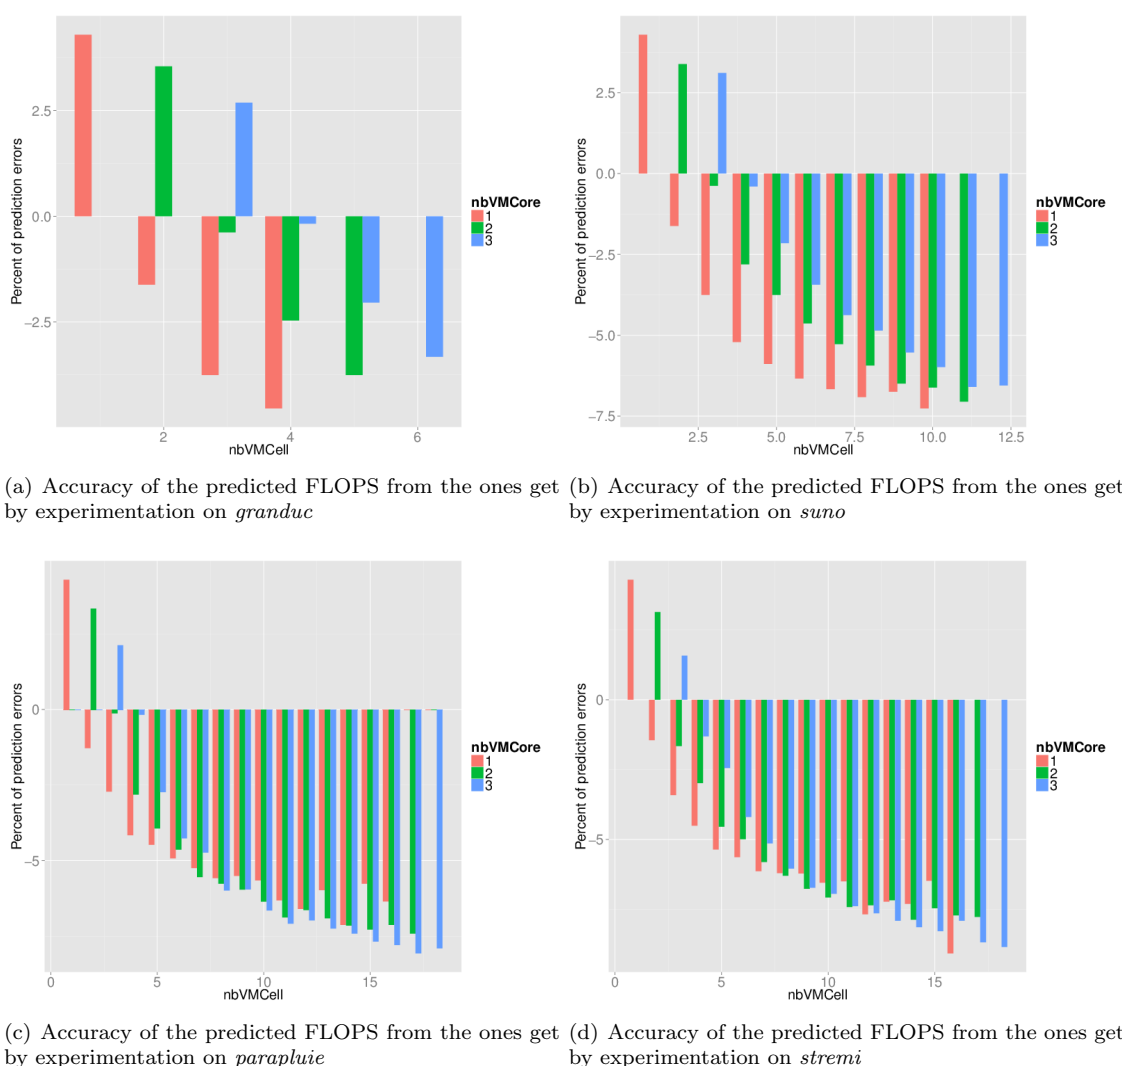 Percent of prediction errors
2.5
0.0
−2.5
2
4
6
nbVMCell
nbVMCore
1
2
3
(a) Accuracy of the predicted FLOPS from the ones get
by experimentation on granduc
Percent of prediction errors
2.5
0.0
−2.5
−5.0
−7.5
2.5
5.0
7.5
10.0
12.5
nbVMCell
nbVMCore
1
2
3
(b) Accuracy of the predicted FLOPS from the ones get
by experimentation on suno
Percent of prediction errors
0
−5
0
5
10
15
nbVMCell
nbVMCore
1
2
3
(c) Accuracy of the predicted FLOPS from the ones get
by experimentation on parapluie
Percent of prediction errors
0
−5
0
5
10
15
nbVMCell
nbVMCore
1
2
3
(d) Accuracy of the predicted FLOPS from the ones get
by experimentation on stremi